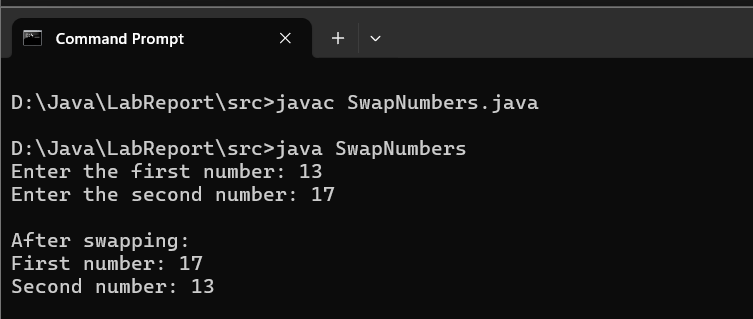 Command Prompt
D:\Java\LabReport\src>javac SwapNumbers.java
D:\Java\LabReport\src>java SwapNumbers
Enter the first number: 13
Enter the second number: 17
After swapping:
First number: 17
Second number: 13